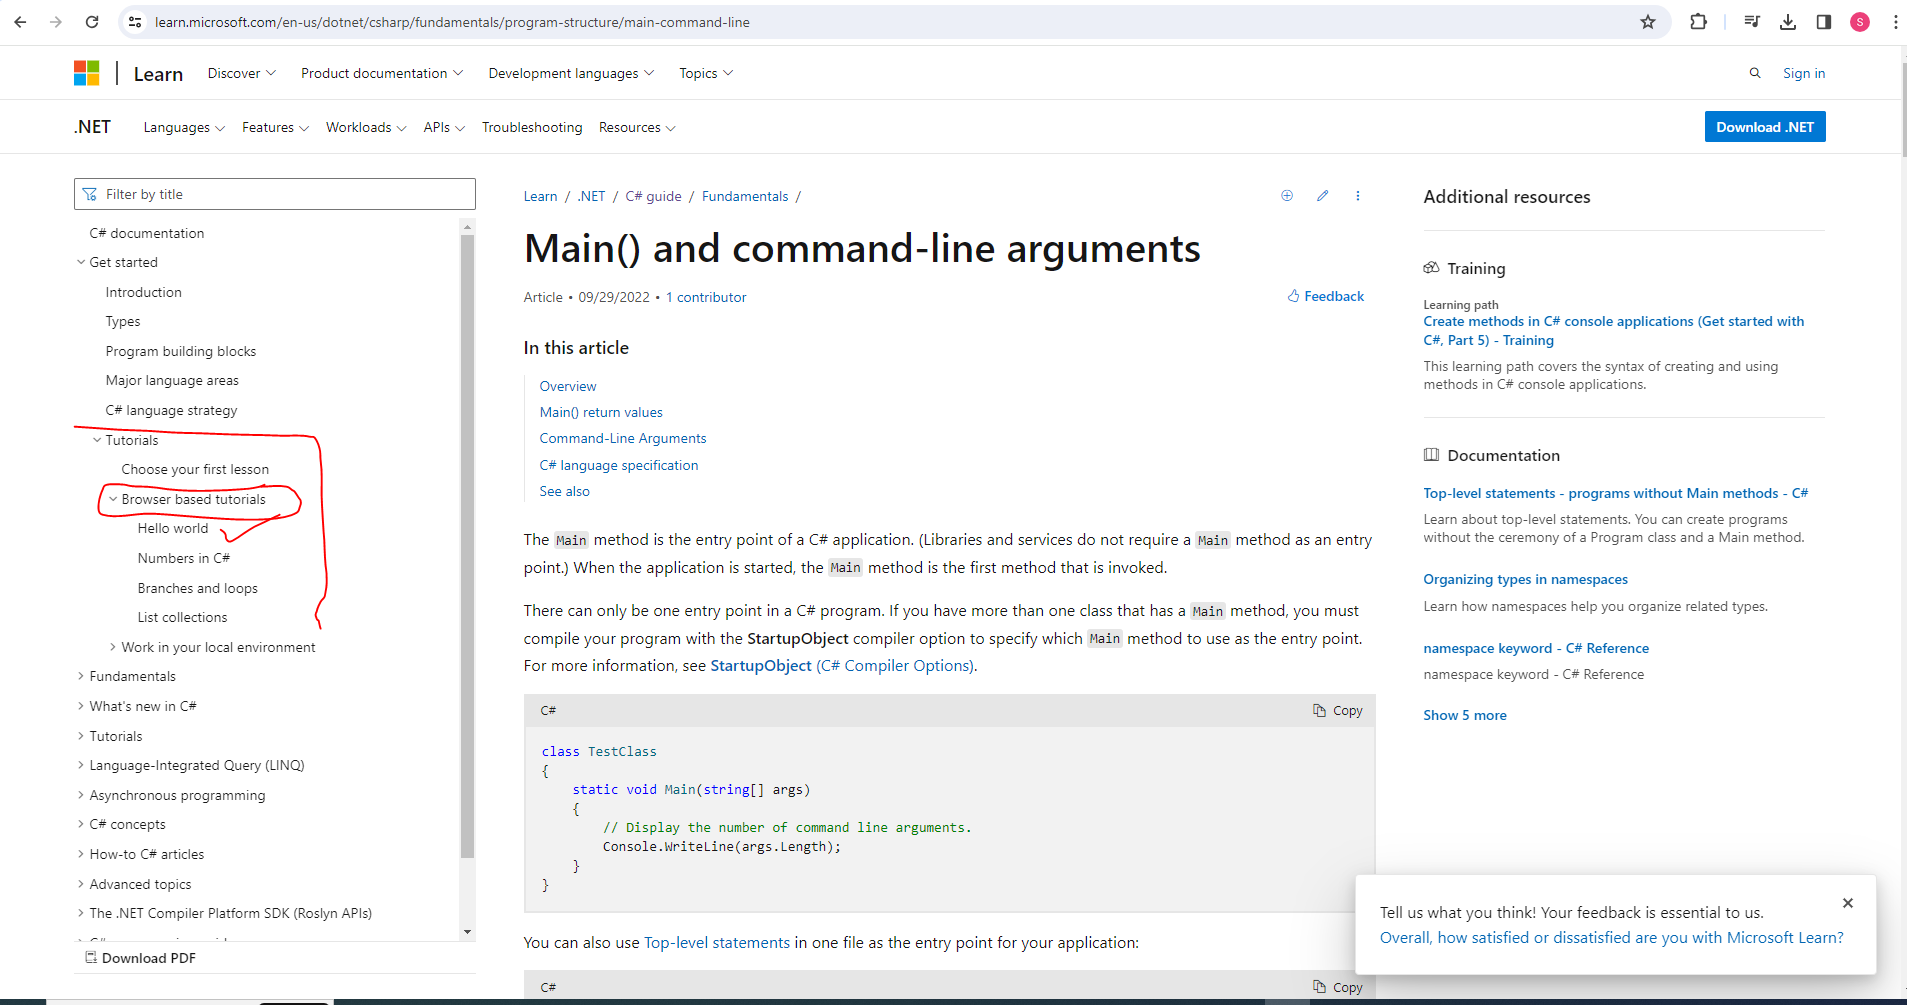 learn.microsoft.com/en-us/dotnet/csharp/fundamentals/program-structure/main-command-line
S
Learn Discover Product documentation Development languages Topics Sign in
.NET Languages Features Workloads APIs Troubleshooting Resources Download .NET
Filter by title
C# documentation
Get started
Introduction
Types
Program building blocks
Major language areas
C# language strategy
Tutorials
Choose your first lesson
Browser based tutorials
Hello world
Numbers in C#
Branches and loops
List collections
Work in your local environment
Fundamentals
What's new in C#
Tutorials
Language-Integrated Query (LINQ)
Asynchronous programming
C# concepts
How-to C# articles
Advanced topics
The .NET Compiler Platform SDK (Roslyn APIs)
Download PDF
Learn / .NET / C# guide / Fundamentals /
Main() and command-line arguments
Article • 09/29/2022 • 1 contributor
Feedback
In this article
Overview
Main() return values
Command-Line Arguments
C# language specification
See also
The Main method is the entry point of a C# application. (Libraries and services do not require a Main method as an entry
point.) When the application is started, the Main method is the first method that is invoked.
There can only be one entry point in a C# program. If you have more than one class that has a Main method, you must
compile your program with the StartupObject compiler option to specify which Main method to use as the entry point.
For more information, see StartupObject (C# Compiler Options).
C# Copy
class TestClass
{
static void Main(string[] args)
{
// Display the number of command line arguments.
Console.WriteLine(args.Length);
}
}
You can also use Top-level statements in one file as the entry point for your application:
C# Copy
Additional resources
Training
Learning path
Create methods in C# console applications (Get started with
C#, Part 5) - Training
This learning path covers the syntax of creating and using
methods in C# console applications.
Documentation
Top-level statements - programs without Main methods - C#
Learn about top-level statements. You can create programs
without the ceremony of a Program class and a Main method.
Organizing types in namespaces
Learn how namespaces help you organize related types.
namespace keyword - C# Reference
namespace keyword - C# Reference
Show 5 more
Tell us what you think! Your feedback is essential to us.
Overall, how satisfied or dissatisfied are you with Microsoft Learn?